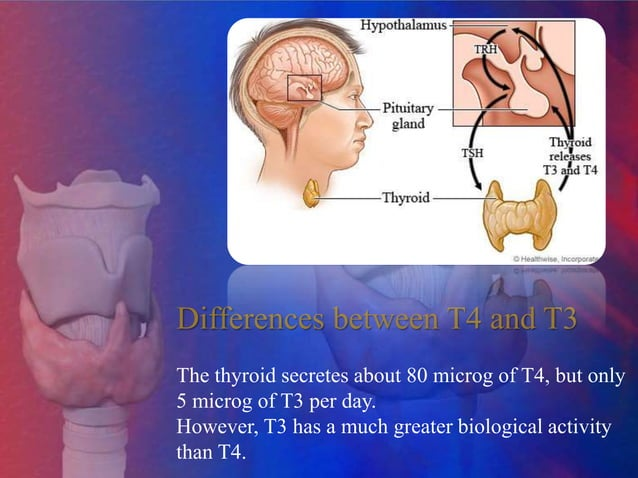 Hypothalamus
TRH
Pituitary
gland
Thyroid
releases
T3 and T4
TSH
Thyroid
© Healthwise, Incorporate
Differences between T4 and T3
The thyroid secretes about 80 microg of T4, but only
5 microg of T3 per day.
However, T3 has a much greater biological activity
than T4.